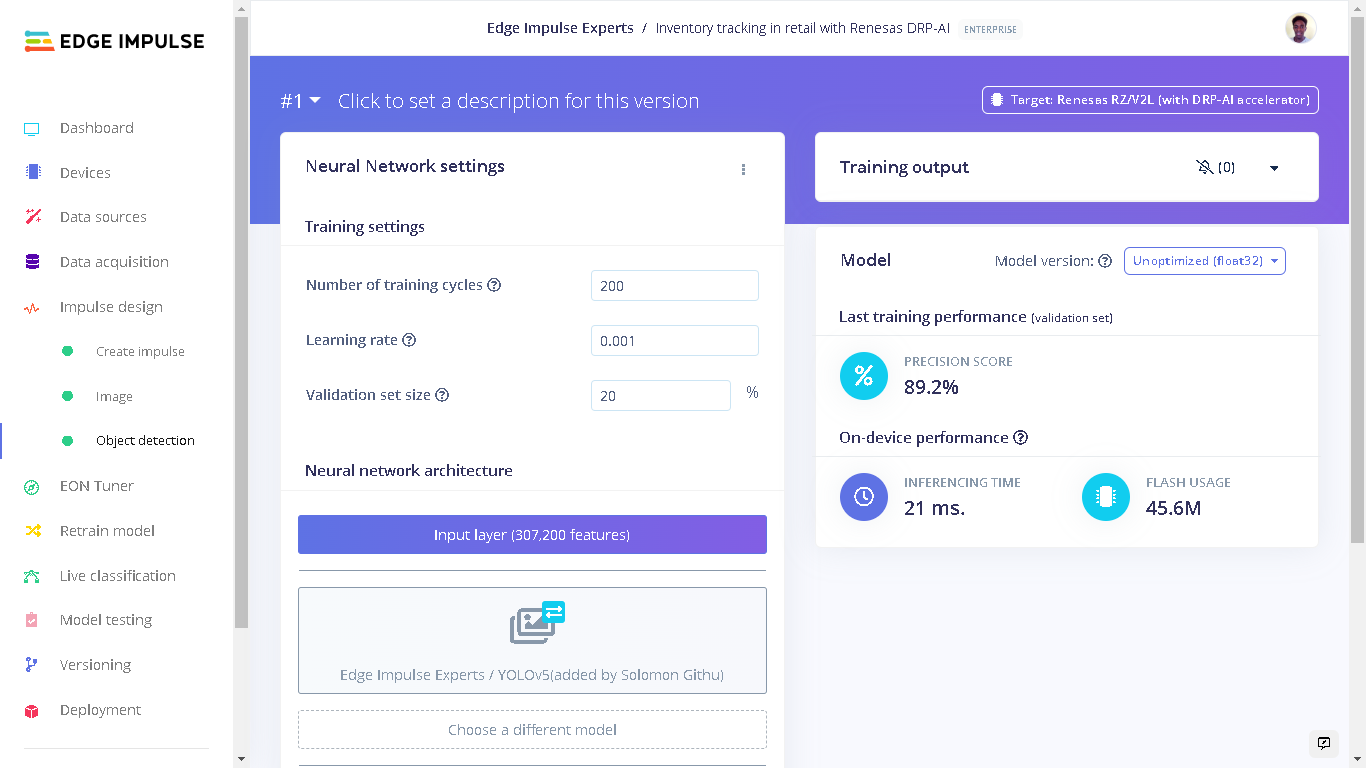 EDGE IMPULSE
Dashboard
Devices
Data sources
Data acquisition
Impulse design
Create impulse
Image
Object detection
EON Tuner
Retrain model
Live classification
Model testing
Versioning
Deployment
Edge Impulse Experts / Inventory tracking in retail with Renesas DRP-AI ENTERPRISE
#1 Click to set a description for this version
Target: Renesas RZ/V2L (with DRP-AI accelerator)
Neural Network settings
Training settings
Number of training cycles ? 200
Learning rate ? 0.001
Validation set size ? 20 %
Neural network architecture
Input layer (307,200 features)
Edge Impulse Experts / YOLOv5(added by Solomon Githu)
Choose a different model
Training output (0)
Model Model version: ? Unoptimized (float32)
Last training performance (validation set)
% PRECISION SCORE
89.2%
On-device performance ?
INFERENCING TIME
21 ms.
FLASH USAGE
45.6M